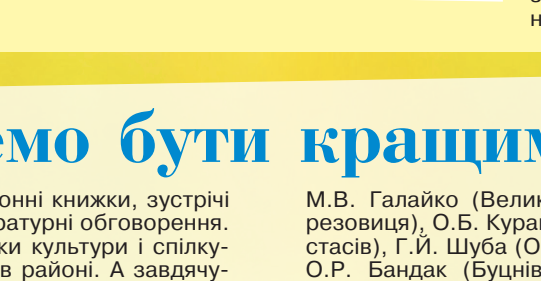 н
емо бути кращим
онні книжки, зустрічі
ратурні обговорення.
ки культури і спілку-
в районі. А завдячу-
М.В. Галайко (Велик
резовиця), О.Б. Кура
стасів), Г.Й. Шуба (О
О.Р. Бандак (Буцнів